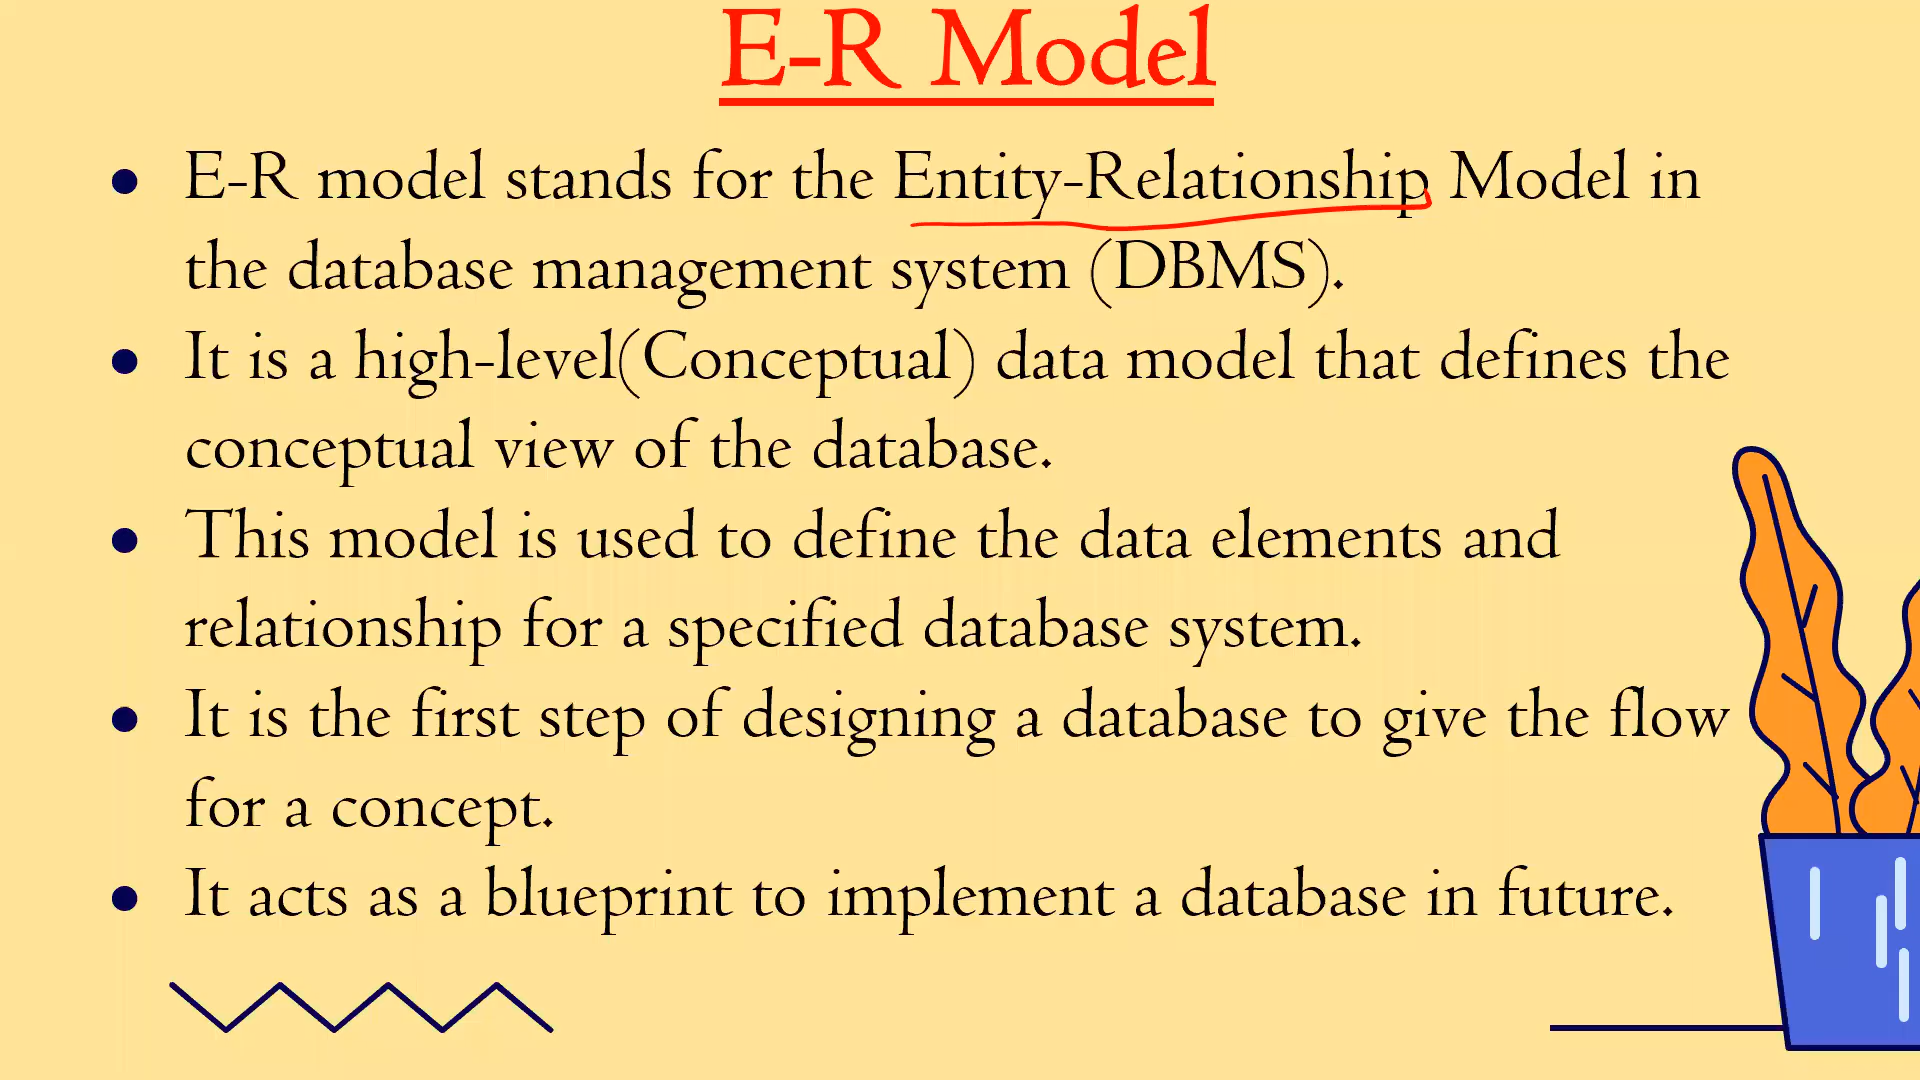 E-R Model
• E-R model stands for the Entity-Relationship Model in
the database management system (DBMS).
• It is a high-level(Conceptual) data model that defines the
conceptual view of the database.
• This model is used to define the data elements and
relationship for a specified database system.
• It is the first step of designing a database to give the flow
for a concept.
• It acts as a blueprint to implement a database in future.